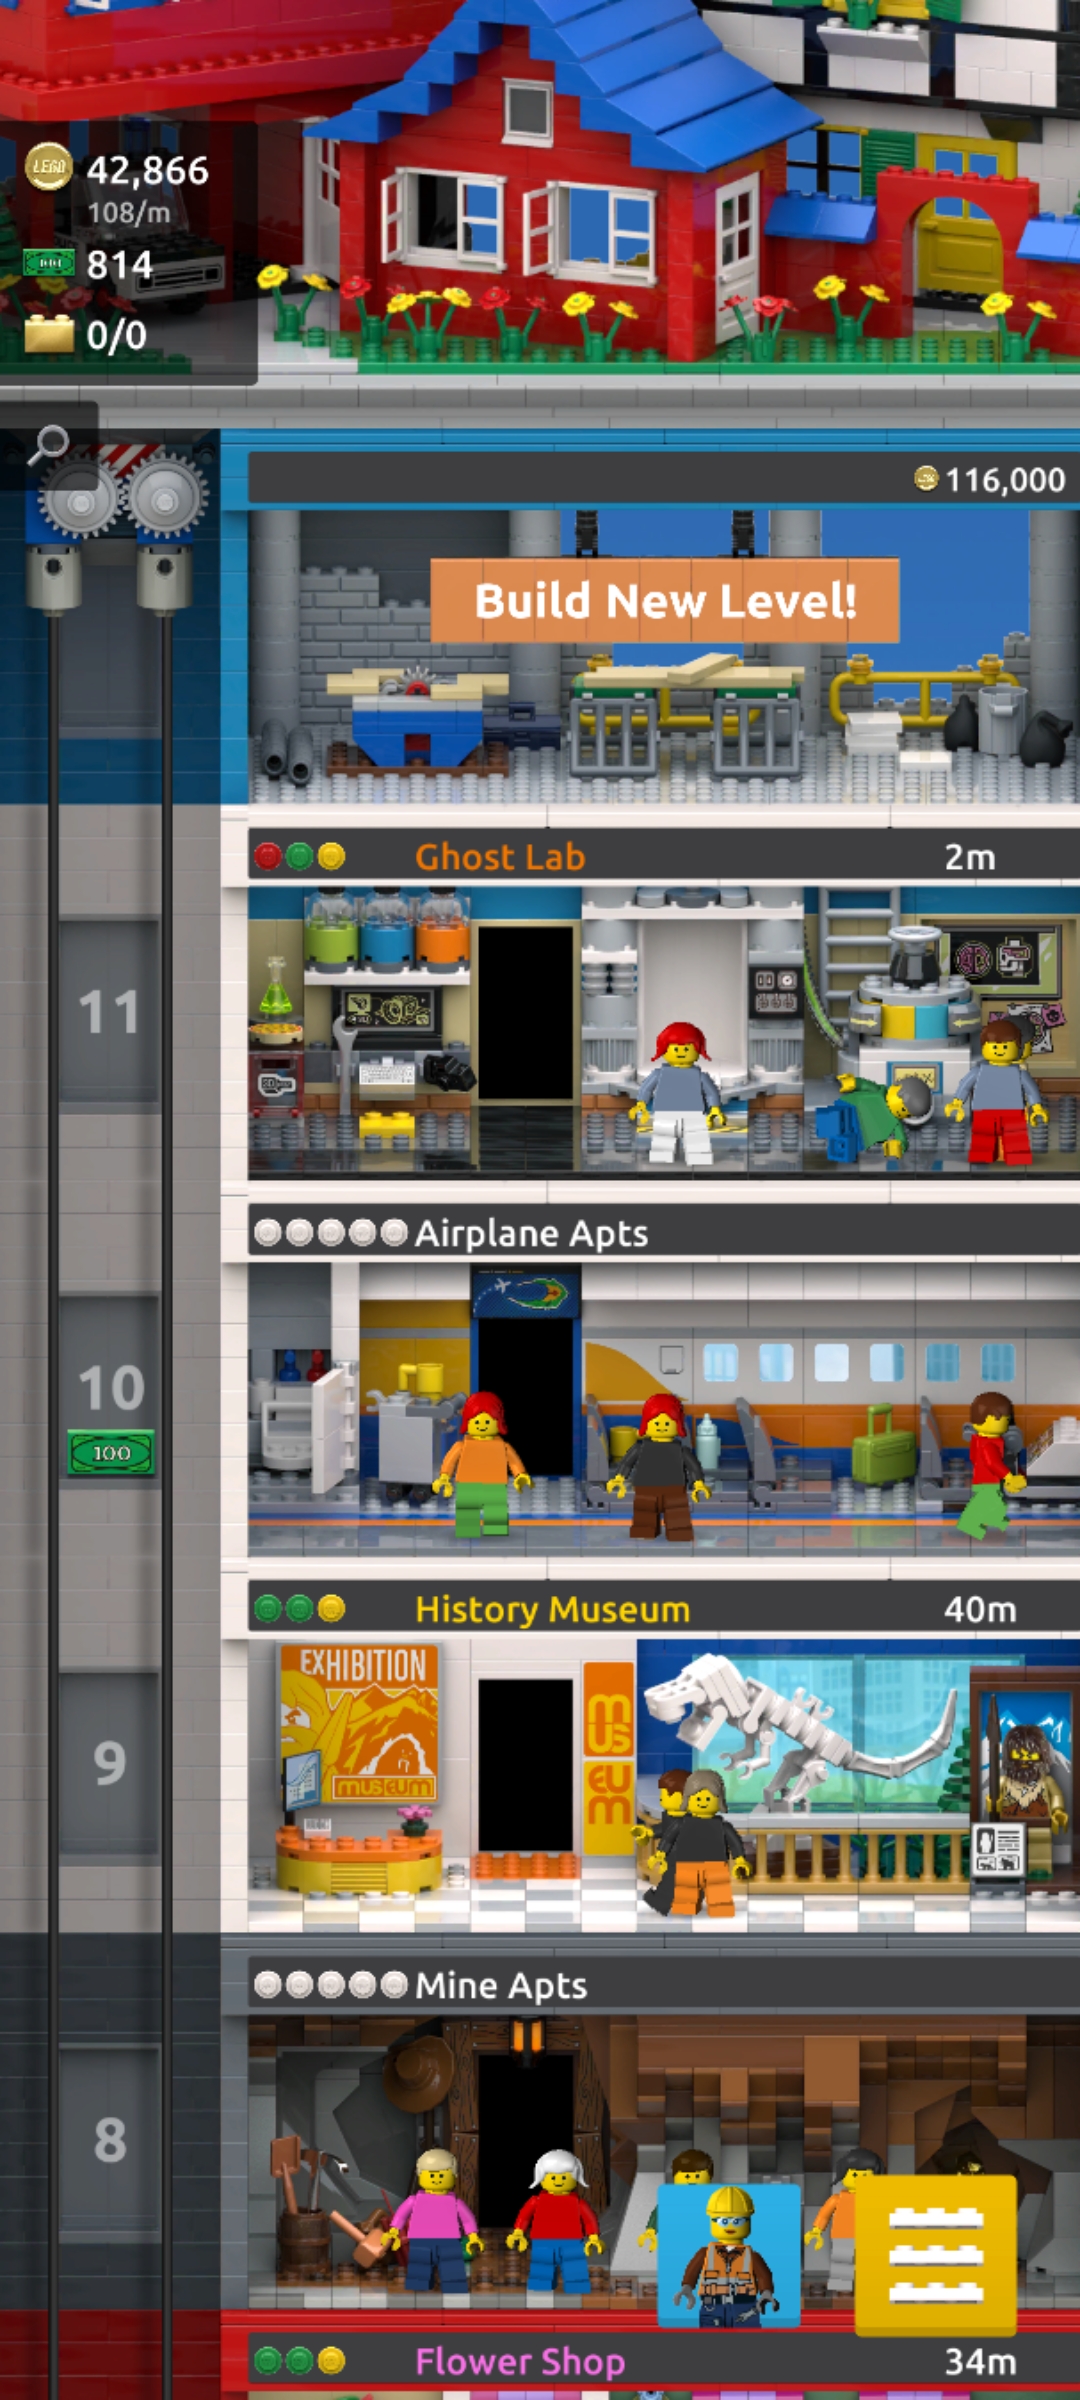 LEGO 42,866
108/m
814
0/0
116,000
Build New Level!
Ghost Lab 2m
11
Airplane Apts
10
100
History Museum 40m
EXHIBITION
museum
mus
EUM
9
Mine Apts
8
Flower Shop 34m